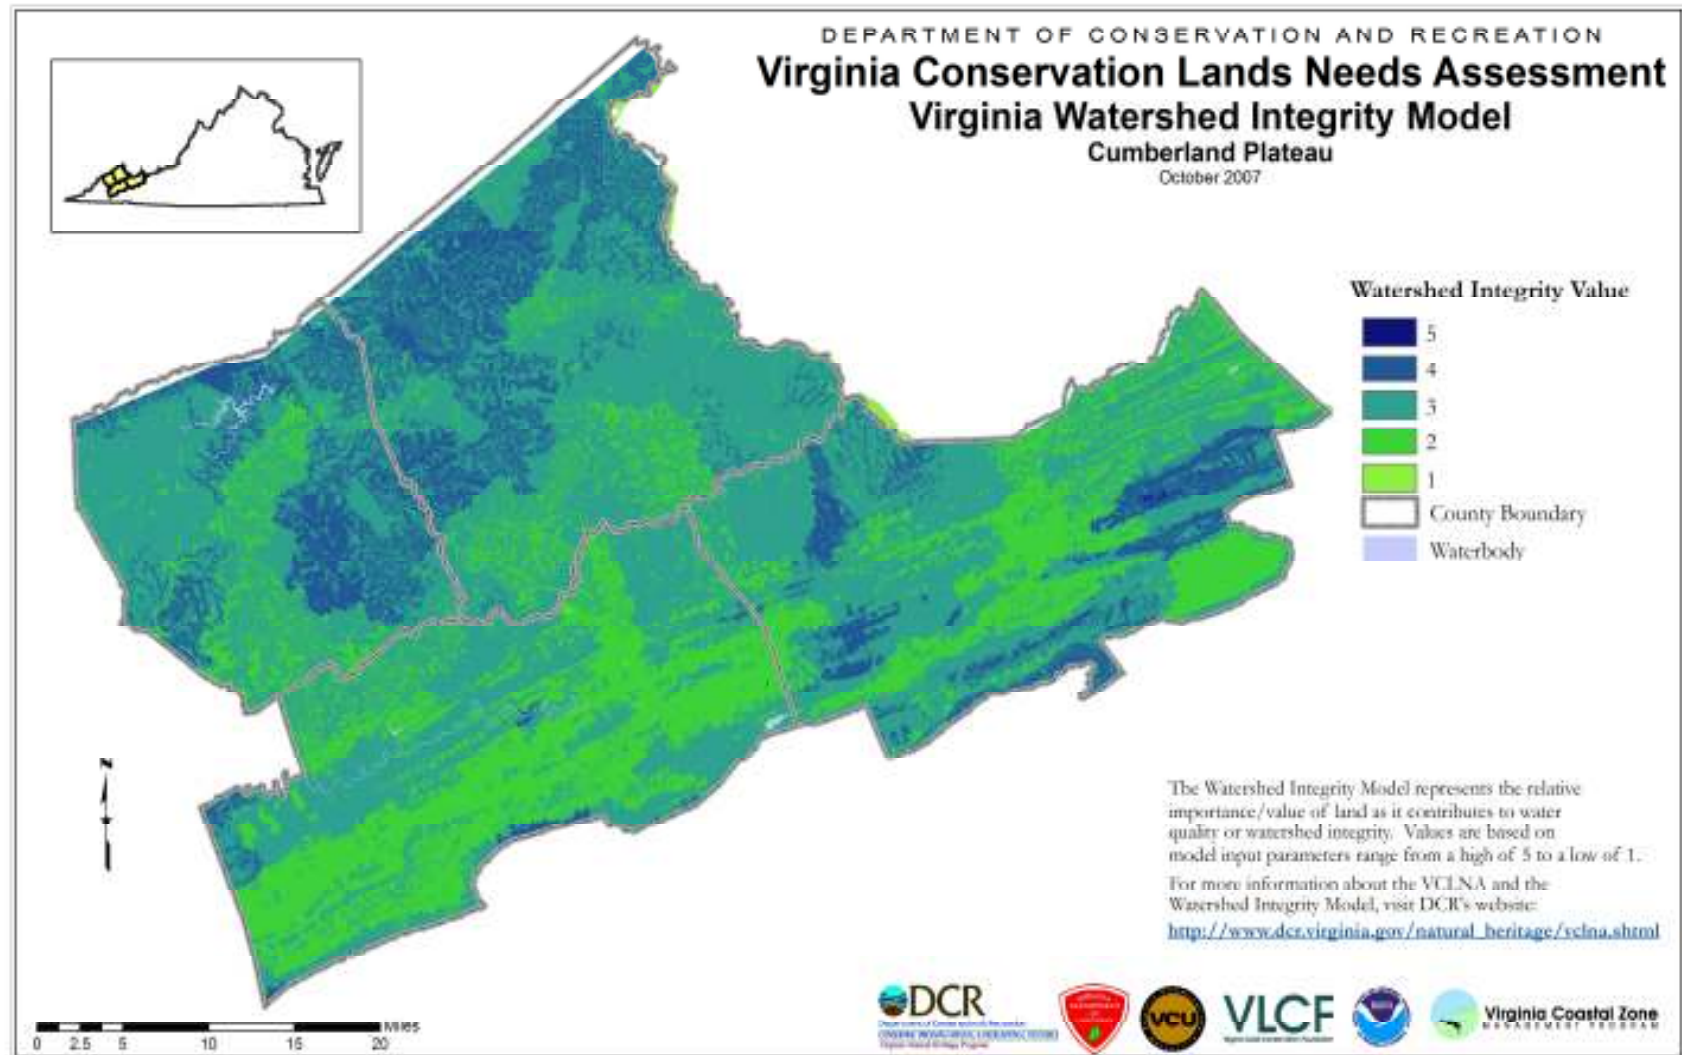 DEPARTMENT OF CONSERVATION AND RECREATION
Virginia Conservation Lands Needs Assessment
Virginia Watershed Integrity Model
Cumberland Plateau
October 2007
Watershed Integrity Value
5
4
3
2
1
County Boundary
Waterbody
N
The Watershed Integrity Model represents the relative
importance/value of land as it contributes to water
quality or watershed integrity. Values are based on
model input parameters range from a high of 5 to a low of 1.
For more information about the VCLNA and the
Watershed Integrity Model, visit DCR's website:
http://www.dcr.virginia.gov/natural_heritage/vclna.shtml
Miles
0 2.5 5 10 15 20
DCR
VCU
VLCF
Virginia Coastal Zone
MANAGEMENT PROGRAM